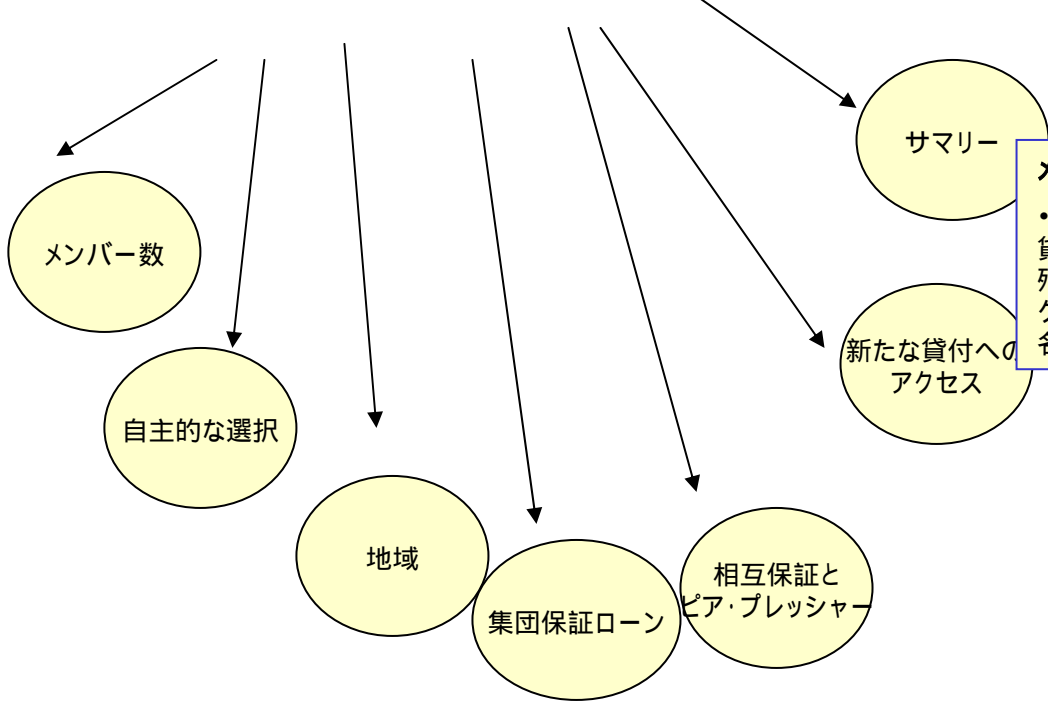 サマリー
メンバー数
新たな貸付への
アクセス
自主的な選択
地域
相互保証と
ピア・プレッシャー
集団保証ローン